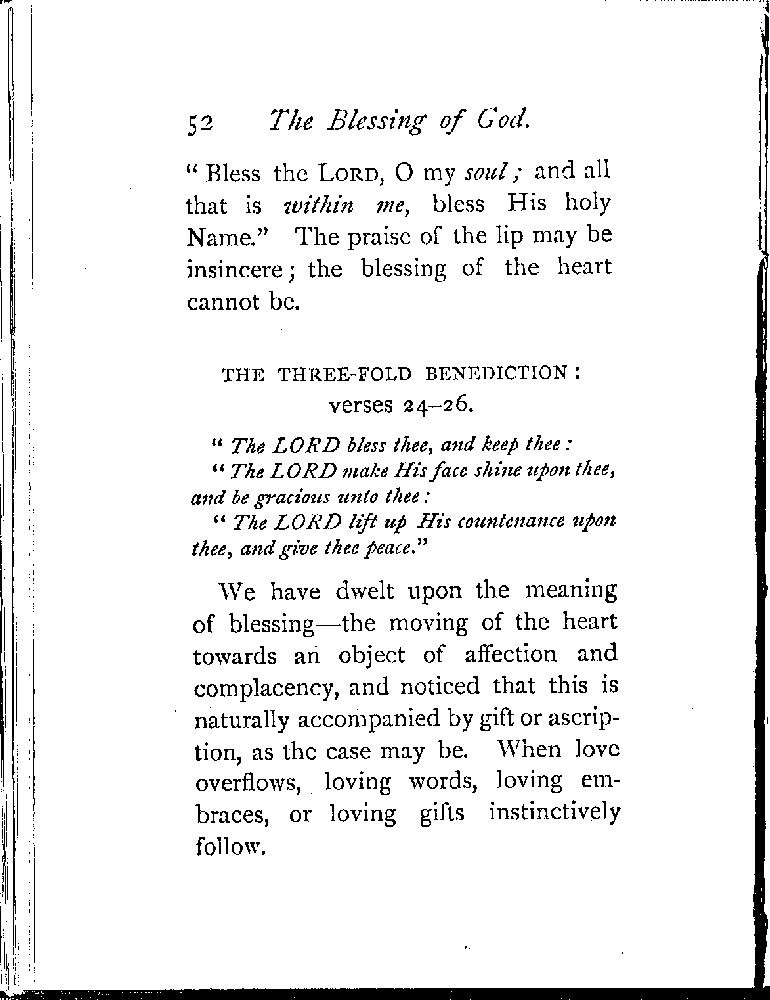 52 The Blessing of God.
“ Bless the LORD, O my soul; and all
that is within me, bless His holy
Name.” The praise of the lip may be
insincere; the blessing of the heart
cannot be.
THE THREE-FOLD BENEDICTION :
verses 24–26.
“ The LORD bless thee, and keep thee :
“ The LORD make His face shine upon thee,
and be gracious unto thee :
“ The LORD lift up His countenance upon
thee, and give thee peace.”
We have dwelt upon the meaning
of blessing—the moving of the heart
towards an object of affection and
complacency, and noticed that this is
naturally accompanied by gift or ascrip-
tion, as the case may be. When love
overflows, loving words, loving em-
braces, or loving gifts instinctively
follow.